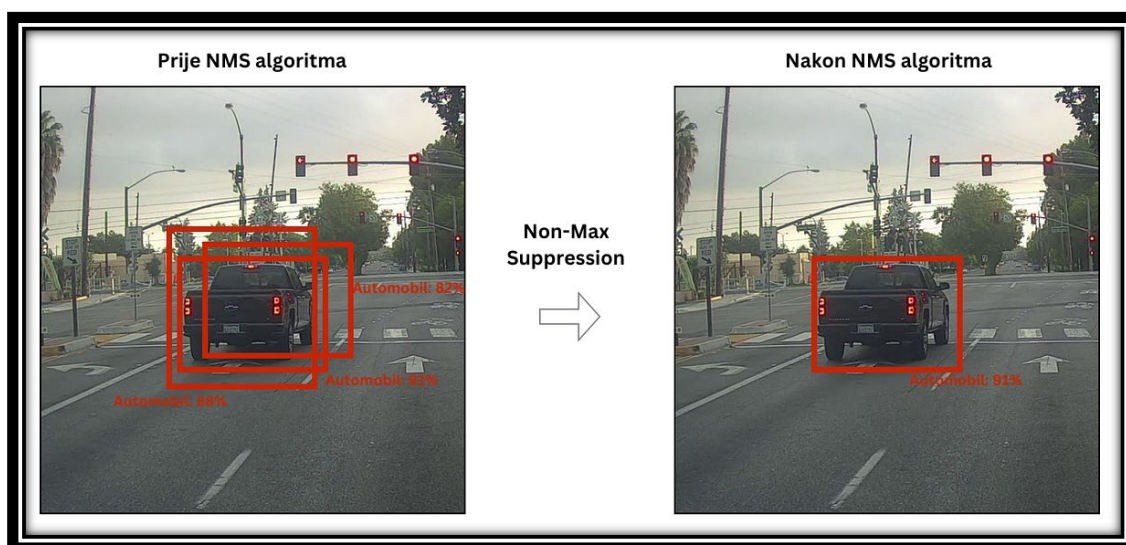 Prije NMS algoritma
Nakon NMS algoritma
Non-Max
Suppression
Automobil: 82%
Automobil: 91%
Automobil: 88%
Automobil: 91%